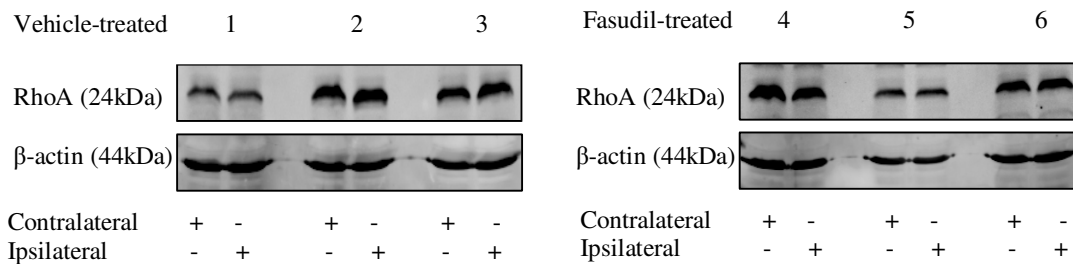 Vehicle-treated 1 2 3
RhoA (24kDa)
β-actin (44kDa)
Contralateral + - + - + -
Ipsilateral - + - + - +
Fasudil-treated 4 5 6
RhoA (24kDa)
β-actin (44kDa)
Contralateral + - + - + -
Ipsilateral - + - + - +